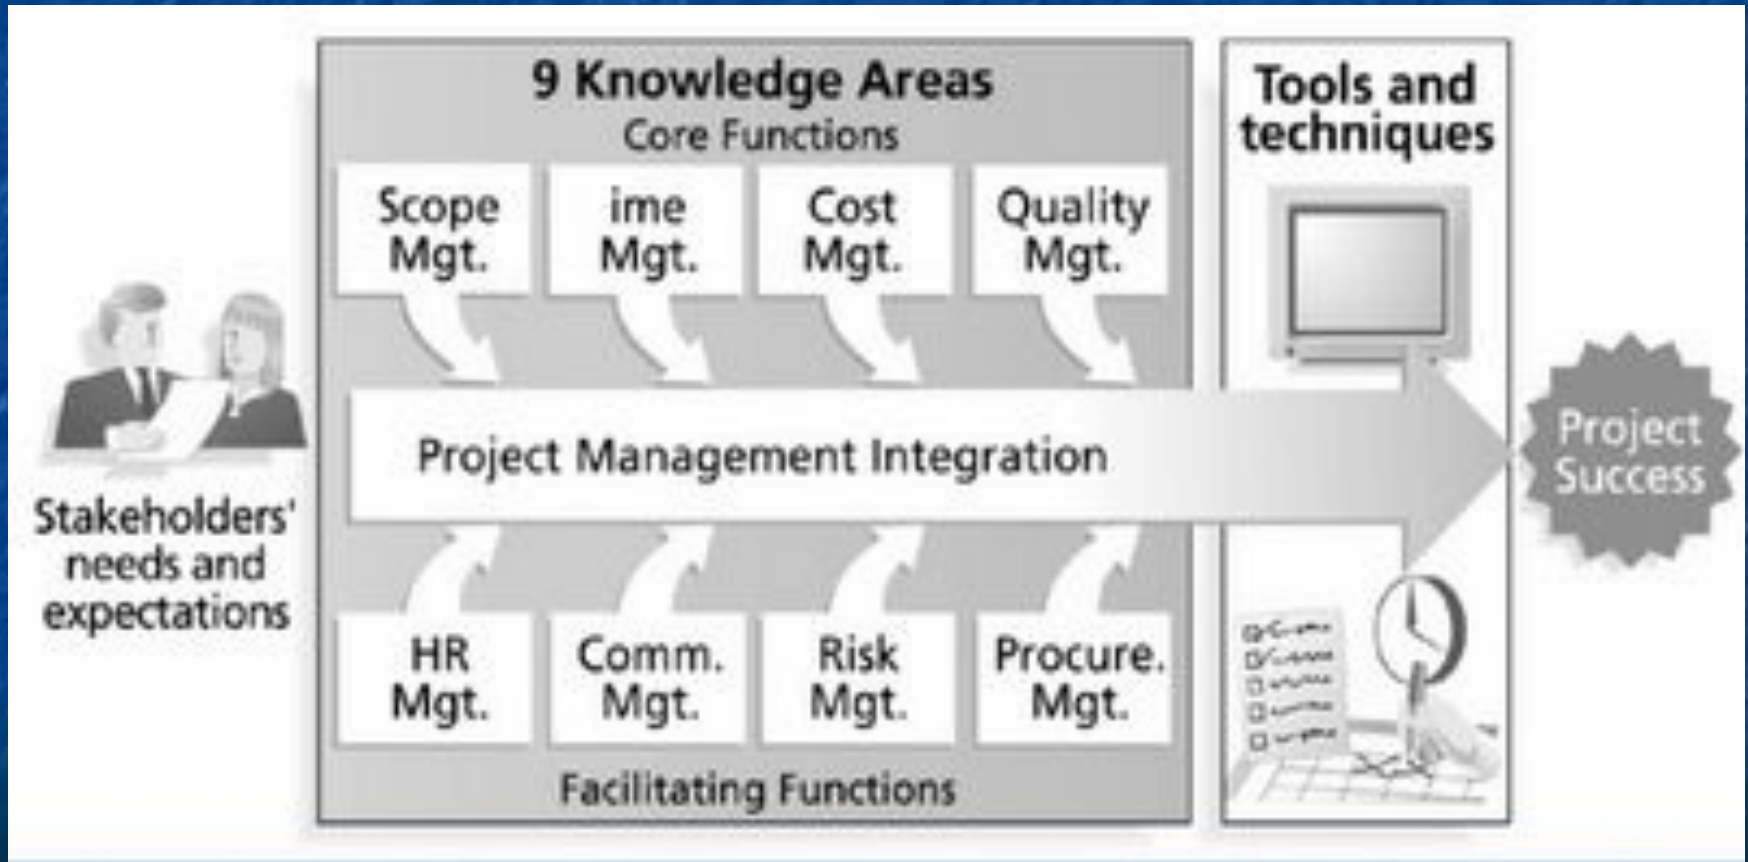 9 Knowledge Areas
Core Functions
Scope
Mgt.
ime
Mgt.
Cost
Mgt.
Quality
Mgt.
Tools and
techniques
Stakeholders'
needs and
expectations
Project Management Integration
Project
Success
HR
Mgt.
Comm.
Mgt.
Risk
Mgt.
Procure.
Mgt.
Facilitating Functions